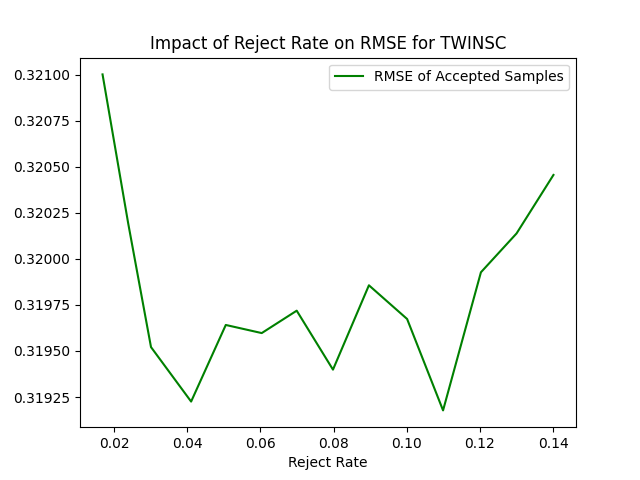 Impact of Reject Rate on RMSE for TWINSC
RMSE of Accepted Samples
0.32100
0.32075
0.32050
0.32025
0.32000
0.31975
0.31950
0.31925
0.02 0.04 0.06 0.08 0.10 0.12 0.14
Reject Rate